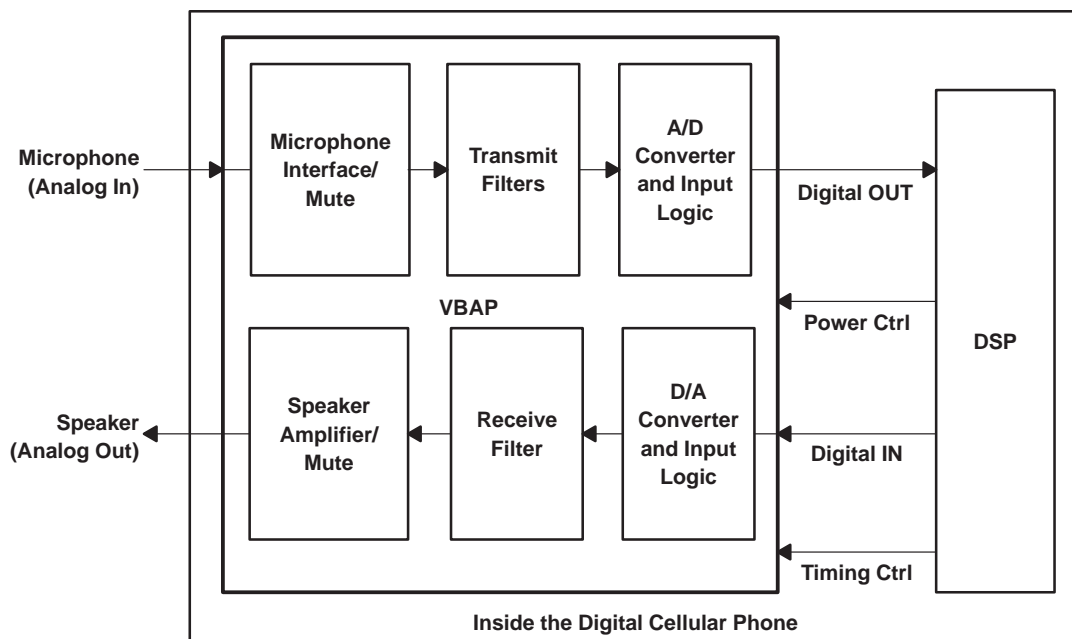 Microphone
(Analog In)
Microphone
Interface/
Mute
Transmit
Filters
A/D
Converter
and Input
Logic
Digital OUT
VBAP
Power Ctrl
DSP
Speaker
(Analog Out)
Speaker
Amplifier/
Mute
Receive
Filter
D/A
Converter
and Input
Logic
Digital IN
Timing Ctrl
Inside the Digital Cellular Phone